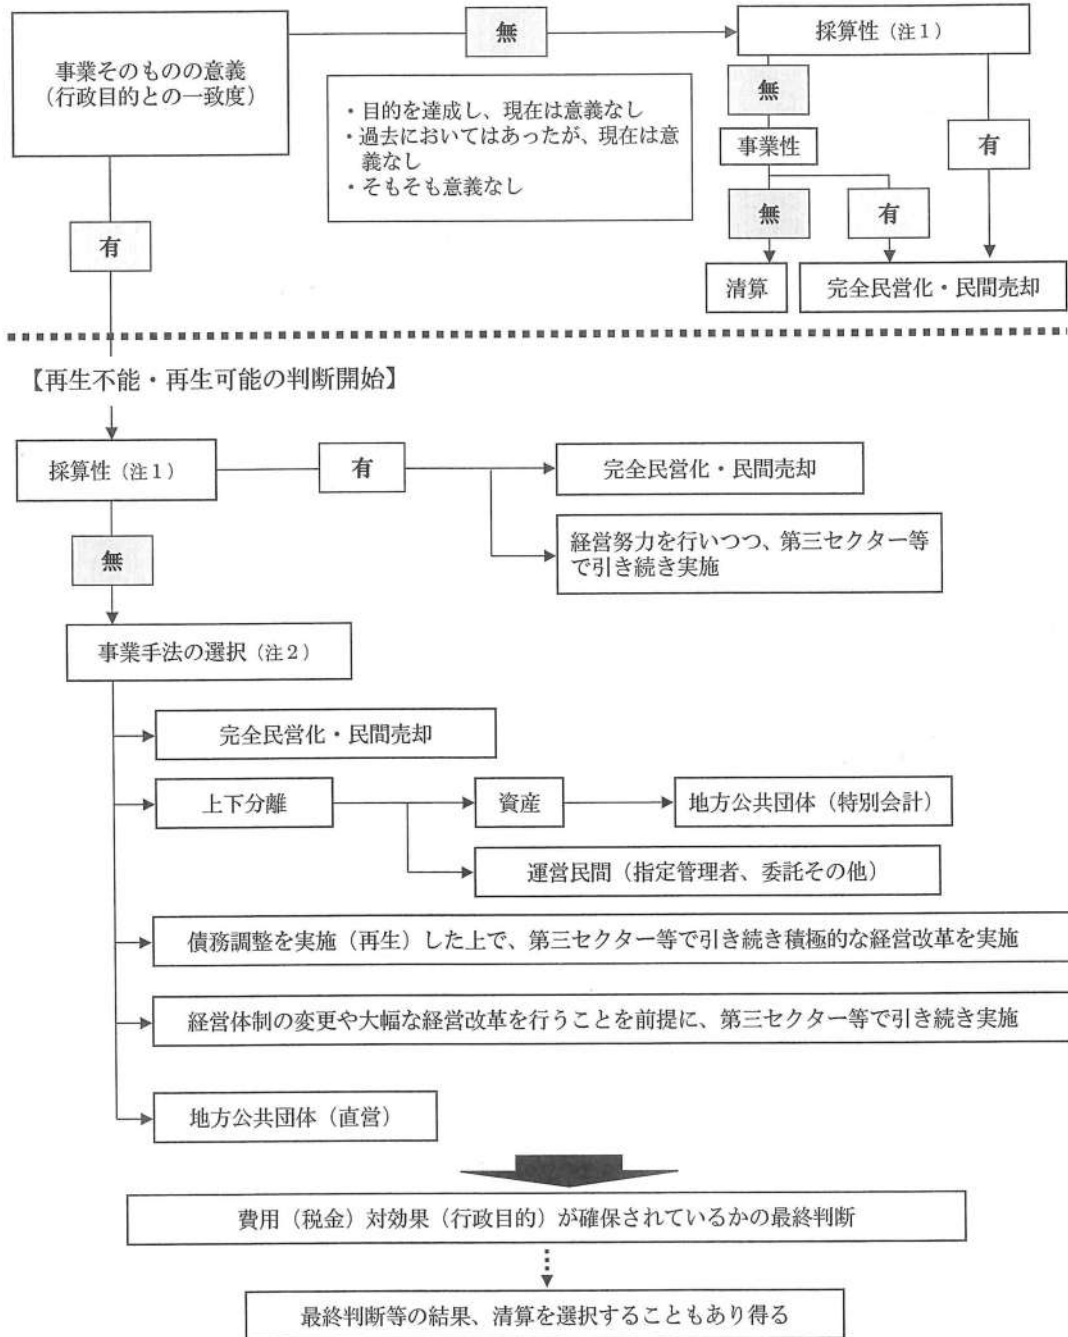 事業そのものの意義
（行政目的との一致度）
無
採算性（注１）
・目的を達成し、現在は意義なし
・過去においてはあったが、現在は意
義なし
・そもそも意義なし
無
事業性
有
無
有
有
清算
完全民営化・民間売却
【再生不能・再生可能の判断開始】
採算性（注１）
有
完全民営化・民間売却
経営努力を行いつつ、第三セクター等
で引き続き実施
無
事業手法の選択（注２）
完全民営化・民間売却
上下分離
資産
地方公共団体（特別会計）
運営民間（指定管理者、委託その他）
債務調整を実施（再生）した上で、第三セクター等で引き続き積極的な経営改革を実施
経営体制の変更や大幅な経営改革を行うことを前提に、第三セクター等で引き続き実施
地方公共団体（直営）
費用（税金）対効果（行政目的）が確保されているかの最終判断
最終判断等の結果、清算を選択することもあり得る